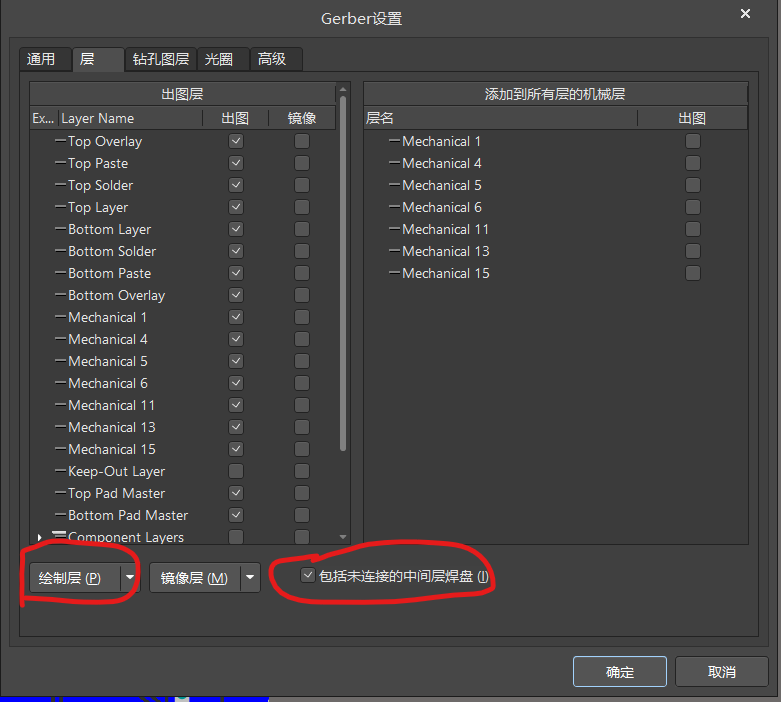 Gerber设置
通用 层 钻孔图层 光圈 高级
出图层
Ex... Layer Name 出图 镜像
Top Overlay
Top Paste
Top Solder
Top Layer
Bottom Layer
Bottom Solder
Bottom Paste
Bottom Overlay
Mechanical 1
Mechanical 4
Mechanical 5
Mechanical 6
Mechanical 11
Mechanical 13
Mechanical 15
Keep-Out Layer
Top Pad Master
Bottom Pad Master
Component Layers
添加到所有层的机械层
层名 出图
Mechanical 1
Mechanical 4
Mechanical 5
Mechanical 6
Mechanical 11
Mechanical 13
Mechanical 15
绘制层 (P) 镜像层 (M) 包括未连接的中间层焊盘 (I)
确定 取消